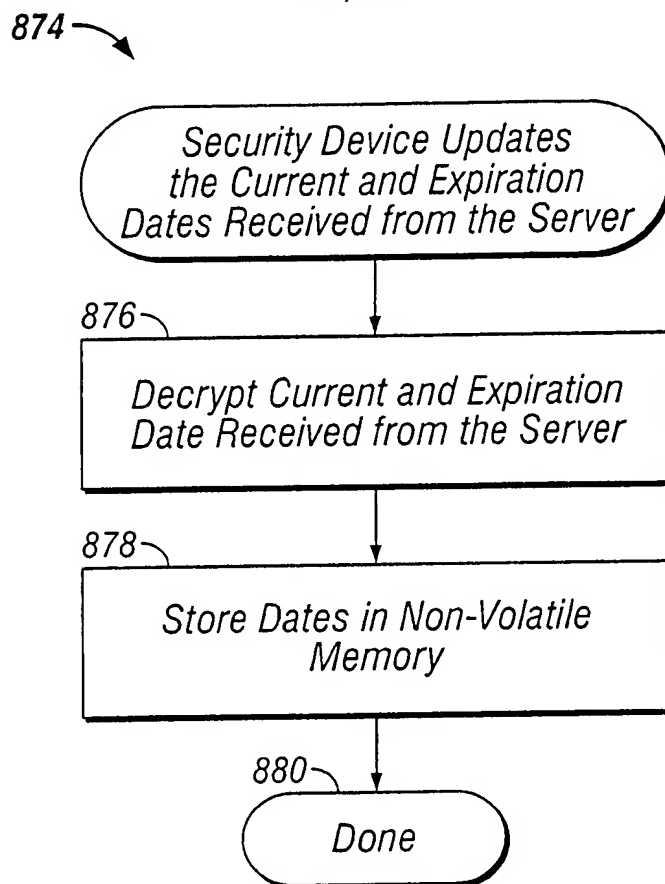 874
Security Device Updates
the Current and Expiration
Dates Received from the Server
876
Decrypt Current and Expiration
Date Received from the Server
878
Store Dates in Non-Volatile
Memory
880
Done